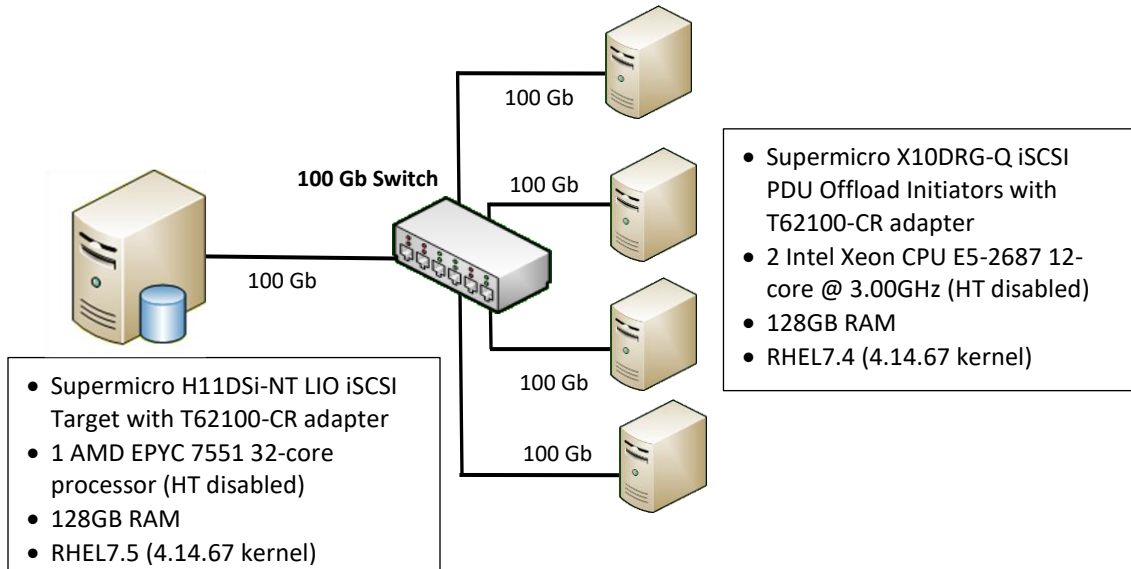 100 Gb
100 Gb Switch
100 Gb
100 Gb
100 Gb
100 Gb
• Supermicro X10DRG-Q iSCSI
PDU Offload Initiators with
T62100-CR adapter
• 2 Intel Xeon CPU E5-2687 12-
core @ 3.00GHz (HT disabled)
• 128GB RAM
• RHEL7.4 (4.14.67 kernel)
• Supermicro H11DSi-NT LIO iSCSI
Target with T62100-CR adapter
• 1 AMD EPYC 7551 32-core
processor (HT disabled)
• 128GB RAM
• RHEL7.5 (4.14.67 kernel)